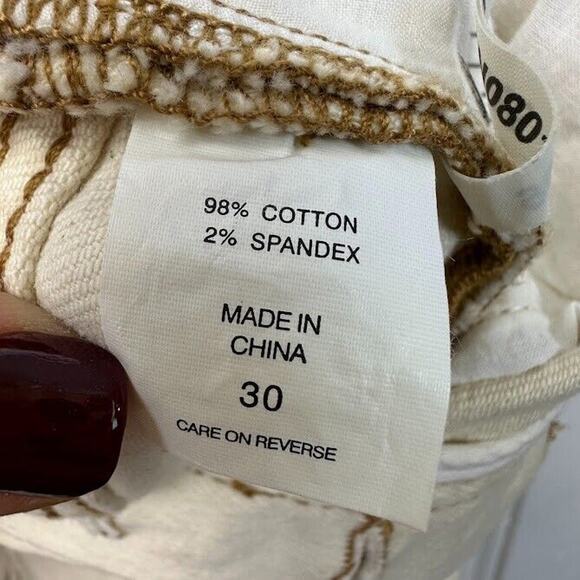 98% COTTON
2% SPANDEX
MADE IN
CHINA
30
CARE ON REVERSE